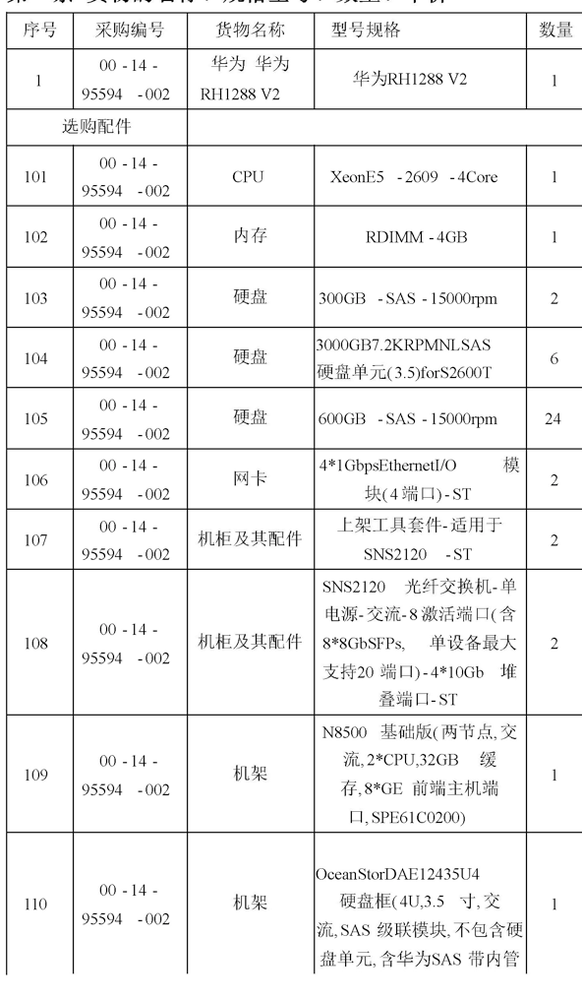 序号 采购编号 货物名称 型号规格 数量
1 00 -14 - 95594 -002 华为 华为 RH1288 V2 华为RH1288 V2 1
选购配件
101 00 -14 - 95594 -002 CPU XeonE5 -2609 -4Core 1
102 00 -14 - 95594 -002 内存 RDIMM -4GB 1
103 00 -14 - 95594 -002 硬盘 300GB -SAS -15000rpm 2
104 00 -14 - 95594 -002 硬盘 3000GB7.2KRPMNLSAS 硬盘单元(3.5)forS2600T 6
105 00 -14 - 95594 -002 硬盘 600GB -SAS -15000rpm 24
106 00 -14 - 95594 -002 网卡 4*1GbpsEthernetI/O 模块(4端口)-ST 2
107 00 -14 - 95594 -002 机柜及其配件 上架工具套件-适用于 SNS2120 -ST 2
108 00 -14 - 95594 -002 机柜及其配件 SNS2120 光纤交换机-单电源-交流-8激活端口(含 8*8GbSFPs, 单设备最大支持20 端口)-4*10Gb 堆叠端口-ST 2
109 00 -14 - 95594 -002 机架 N8500 基础版(两节点,交流,2*CPU,32GB 缓存,8*GE 前端主机端口,SPE61C0200) 1
110 00 -14 - 95594 -002 机架 OceanStorDAE12435U4 硬盘框(4U,3.5 寸,交流,SAS 级联模块,不包含硬盘单元,含华为SAS 带内管 1